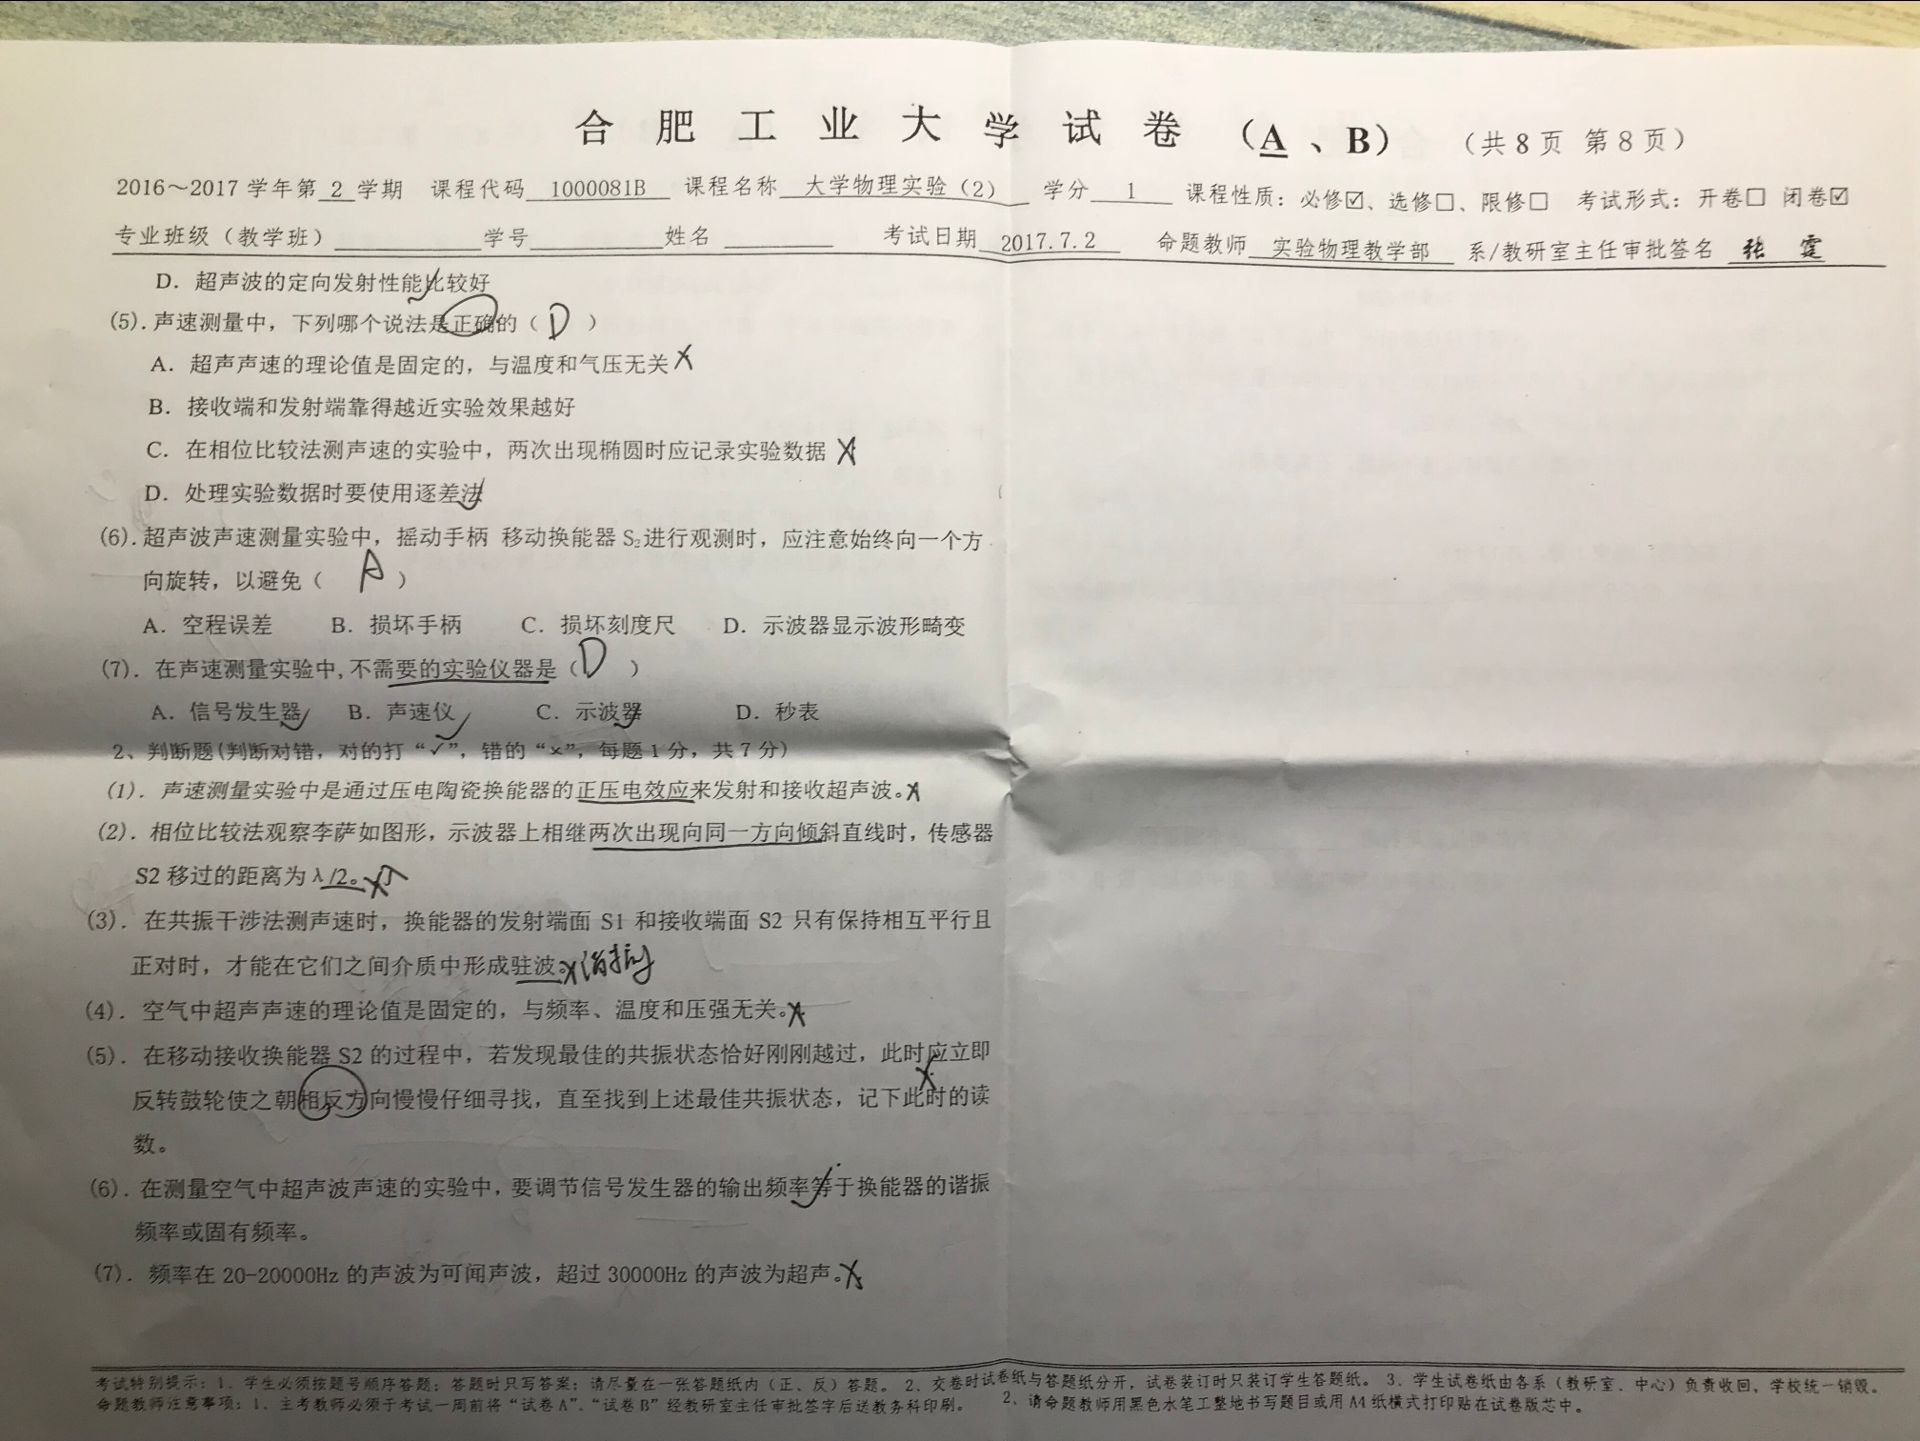 合肥工业大学试卷（A、B）（共8页 第8页）
2016～2017学年第 2 学期 课程代码 1000081B 课程名称 大学物理实验（2） 学分 1 课程性质：必修☑、选修□、限修□ 考试形式：开卷□ 闭卷☑
专业班级（教学班）____ 学号____ 姓名____ 考试日期 2017.7.2 命题教师 实验物理教学部 系/教研室主任审批签名 张霆
D．超声波的定向发射性能比较好 ✓
(5)．声速测量中，下列哪个说法是正确的（ D ）
A．超声声速的理论值是固定的，与温度和气压无关 ×
B．接收端和发射端靠得越近实验效果越好
C．在相位比较法测声速的实验中，两次出现椭圆时应记录实验数据 ×
D．处理实验数据时要使用逐差法 ✓
(6)．超声波声速测量实验中，摇动手柄 移动换能器S₂进行观测时，应注意始终向一个方
向旋转，以避免（ A ）
A．空程误差 B．损坏手柄 C．损坏刻度尺 D．示波器显示波形畸变
(7)．在声速测量实验中,不需要的实验仪器是（ D ）
A．信号发生器 ✓ B．声速仪 ✓ C．示波器 ✓ D．秒表
2、判断题(判断对错，对的打“✓”，错的“×”，每题1分，共7分)
(1)．声速测量实验中是通过压电陶瓷换能器的正压电效应来发射和接收超声波。×
(2)．相位比较法观察李萨如图形，示波器上相继两次出现向同一方向倾斜直线时，传感器
S2移过的距离为λ/2。× λ
(3)．在共振干涉法测声速时，换能器的发射端面 S1 和接收端面 S2 只有保持相互平行且
正对时，才能在它们之间介质中形成驻波。×
(4)．空气中超声声速的理论值是固定的，与频率、温度和压强无关。×
(5)．在移动接收换能器 S2 的过程中，若发现最佳的共振状态恰好刚刚越过，此时应立即
反转鼓轮使之朝相反方向慢慢仔细寻找，直至找到上述最佳共振状态，记下此时的读 ×
数。
(6)．在测量空气中超声波声速的实验中，要调节信号发生器的输出频率等于换能器的谐振 ✓
频率或固有频率。
(7)．频率在 20-20000Hz 的声波为可闻声波，超过 30000Hz 的声波为超声。×
考试特别提示：1、学生必须按题号顺序答题；答题时只写答案；请尽量在一张答题纸内（正、反）答题。 2、交卷时试卷纸与答题纸分开，试卷装订时只装订学生答题纸。 3、学生试卷纸由各系（教研室、中心）负责收回，学校统一销毁。
命题教师注意事项：1、主考教师必须于考试一周前将“试卷A”、“试卷B”经教研室主任审批签字后送教务科印刷。 2、请命题教师用黑色水笔工整地书写题目或用A4纸横式打印贴在试卷版芯中。